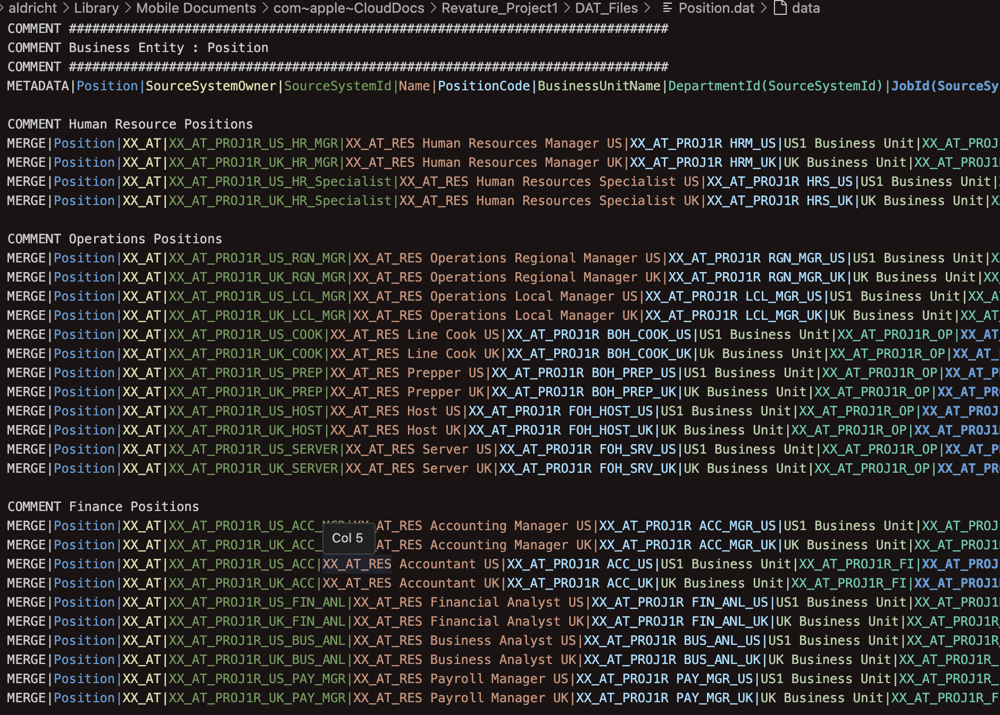 aldricht > Library > Mobile Documents > com~apple~CloudDocs > Revature_Project1 > DAT_Files > Position.dat > data
COMMENT ##############################################################################
COMMENT Business Entity : Position
COMMENT ##############################################################################
METADATA|Position|SourceSystemOwner|SourceSystemId|Name|PositionCode|BusinessUnitName|DepartmentId(SourceSystemId)|JobId(SourceSy
COMMENT Human Resource Positions
MERGE|Position|XX_AT|XX_AT_PROJ1R_US_HR_MGR|XX_AT_RES Human Resources Manager US|XX_AT_PROJ1R HRM_US|US1 Business Unit|XX_AT_PROJ
MERGE|Position|XX_AT|XX_AT_PROJ1R_UK_HR_MGR|XX_AT_RES Human Resources Manager UK|XX_AT_PROJ1R HRM_UK|UK Business Unit|XX_AT_PROJ1
MERGE|Position|XX_AT|XX_AT_PROJ1R_US_HR_Specialist|XX_AT_RES Human Resources Specialist US|XX_AT_PROJ1R HRS_US|US1 Business Unit|
MERGE|Position|XX_AT|XX_AT_PROJ1R_UK_HR_Specialist|XX_AT_RES Human Resources Specialist UK|XX_AT_PROJ1R HRS_UK|UK Business Unit|X
COMMENT Operations Positions
MERGE|Position|XX_AT|XX_AT_PROJ1R_US_RGN_MGR|XX_AT_RES Operations Regional Manager US|XX_AT_PROJ1R RGN_MGR_US|US1 Business Unit|X
MERGE|Position|XX_AT|XX_AT_PROJ1R_UK_RGN_MGR|XX_AT_RES Operations Regional Manager UK|XX_AT_PROJ1R RGN_MGR_UK|UK Business Unit|XX_
MERGE|Position|XX_AT|XX_AT_PROJ1R_US_LCL_MGR|XX_AT_RES Operations Local Manager US|XX_AT_PROJ1R LCL_MGR_US|US1 Business Unit|XX_A
MERGE|Position|XX_AT|XX_AT_PROJ1R_UK_LCL_MGR|XX_AT_RES Operations Local Manager UK|XX_AT_PROJ1R LCL_MGR_UK|UK Business Unit|XX_AT_
MERGE|Position|XX_AT|XX_AT_PROJ1R_US_COOK|XX_AT_RES Line Cook US|XX_AT_PROJ1R BOH_COOK_US|US1 Business Unit|XX_AT_PROJ1R_OP|XX_AT_
MERGE|Position|XX_AT|XX_AT_PROJ1R_UK_COOK|XX_AT_RES Line Cook UK|XX_AT_PROJ1R BOH_COOK_UK|Uk Business Unit|XX_AT_PROJ1R_OP|XX_AT_
MERGE|Position|XX_AT|XX_AT_PROJ1R_US_PREP|XX_AT_RES Prepper US|XX_AT_PROJ1R BOH_PREP_US|US1 Business Unit|XX_AT_PROJ1R_OP|XX_AT_P
MERGE|Position|XX_AT|XX_AT_PROJ1R_UK_PREP|XX_AT_RES Prepper UK|XX_AT_PROJ1R BOH_PREP_UK|UK Business Unit|XX_AT_PROJ1R_OP|XX_AT_PR
MERGE|Position|XX_AT|XX_AT_PROJ1R_US_HOST|XX_AT_RES Host US|XX_AT_PROJ1R FOH_HOST_US|US1 Business Unit|XX_AT_PROJ1R_OP|XX_AT_PROJ
MERGE|Position|XX_AT|XX_AT_PROJ1R_UK_HOST|XX_AT_RES Host UK|XX_AT_PROJ1R FOH_HOST_UK|UK Business Unit|XX_AT_PROJ1R_OP|XX_AT_PROJ1
MERGE|Position|XX_AT|XX_AT_PROJ1R_US_SERVER|XX_AT_RES Server US|XX_AT_PROJ1R FOH_SRV_US|US1 Business Unit|XX_AT_PROJ1R_OP|XX_AT_P
MERGE|Position|XX_AT|XX_AT_PROJ1R_UK_SERVER|XX_AT_RES Server UK|XX_AT_PROJ1R FOH_SRV_UK|UK Business Unit|XX_AT_PROJ1R_OP|XX_AT_PR
COMMENT Finance Positions
MERGE|Position|XX_AT|XX_AT_PROJ1R_US_ACC_MGR|XX_AT_RES Accounting Manager US|XX_AT_PROJ1R ACC_MGR_US|US1 Business Unit|XX_AT_PROJ
Col 5
MERGE|Position|XX_AT|XX_AT_PROJ1R_UK_ACC_ _AT_RES Accounting Manager UK|XX_AT_PROJ1R ACC_MGR_UK|UK Business Unit|XX_AT_PROJ1
MERGE|Position|XX_AT|XX_AT_PROJ1R_US_ACC|XX_AT_RES Accountant US|XX_AT_PROJ1R ACC_US|US1 Business Unit|XX_AT_PROJ1R_FI|XX_AT_PROJ
MERGE|Position|XX_AT|XX_AT_PROJ1R_UK_ACC|XX_AT_RES Accountant UK|XX_AT_PROJ1R ACC_UK|UK Business Unit|XX_AT_PROJ1R_FI|XX_AT_PROJ1
MERGE|Position|XX_AT|XX_AT_PROJ1R_US_FIN_ANL|XX_AT_RES Financial Analyst US|XX_AT_PROJ1R FIN_ANL_US|US1 Business Unit|XX_AT_PROJ1
MERGE|Position|XX_AT|XX_AT_PROJ1R_UK_FIN_ANL|XX_AT_RES Financial Analyst UK|XX_AT_PROJ1R FIN_ANL_UK|UK Business Unit|XX_AT_PROJ1R_
MERGE|Position|XX_AT|XX_AT_PROJ1R_US_BUS_ANL|XX_AT_RES Business Analyst US|XX_AT_PROJ1R BUS_ANL_US|US1 Business Unit|XX_AT_PROJ1R_
MERGE|Position|XX_AT|XX_AT_PROJ1R_UK_BUS_ANL|XX_AT_RES Business Analyst UK|XX_AT_PROJ1R BUS_ANL_UK|UK Business Unit|XX_AT_PROJ1R_
MERGE|Position|XX_AT|XX_AT_PROJ1R_US_PAY_MGR|XX_AT_RES Payroll Manager US|XX_AT_PROJ1R PAY_MGR_US|US1 Business Unit|XX_AT_PROJ1R_
MERGE|Position|XX_AT|XX_AT_PROJ1R_UK_PAY_MGR|XX_AT_RES Payroll Manager UK|XX_AT_PROJ1R PAY_MGR_UK|UK Business Unit|XX_AT_PROJ1R_F